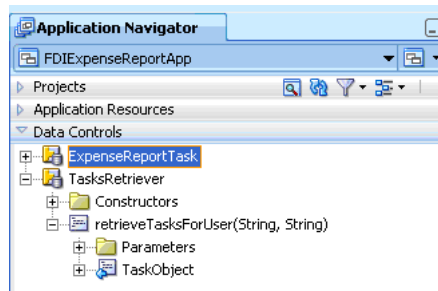 Application Navigator
FDIExpenseReportApp
Projects
Application Resources
Data Controls
ExpenseReportTask
TasksRetriever
Constructors
retrieveTasksForUser(String, String)
Parameters
TaskObject